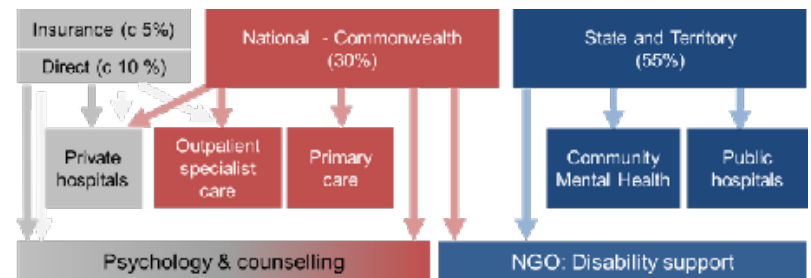 Insurance (c 5%)
Direct (c 10 %)
National - Commonwealth
(30%)
State and Territory
(55%)
Private
hospitals
Outpatient
specialist
care
Primary
care
Community
Mental Health
Public
hospitals
Psychology & counselling
NGO: Disability support